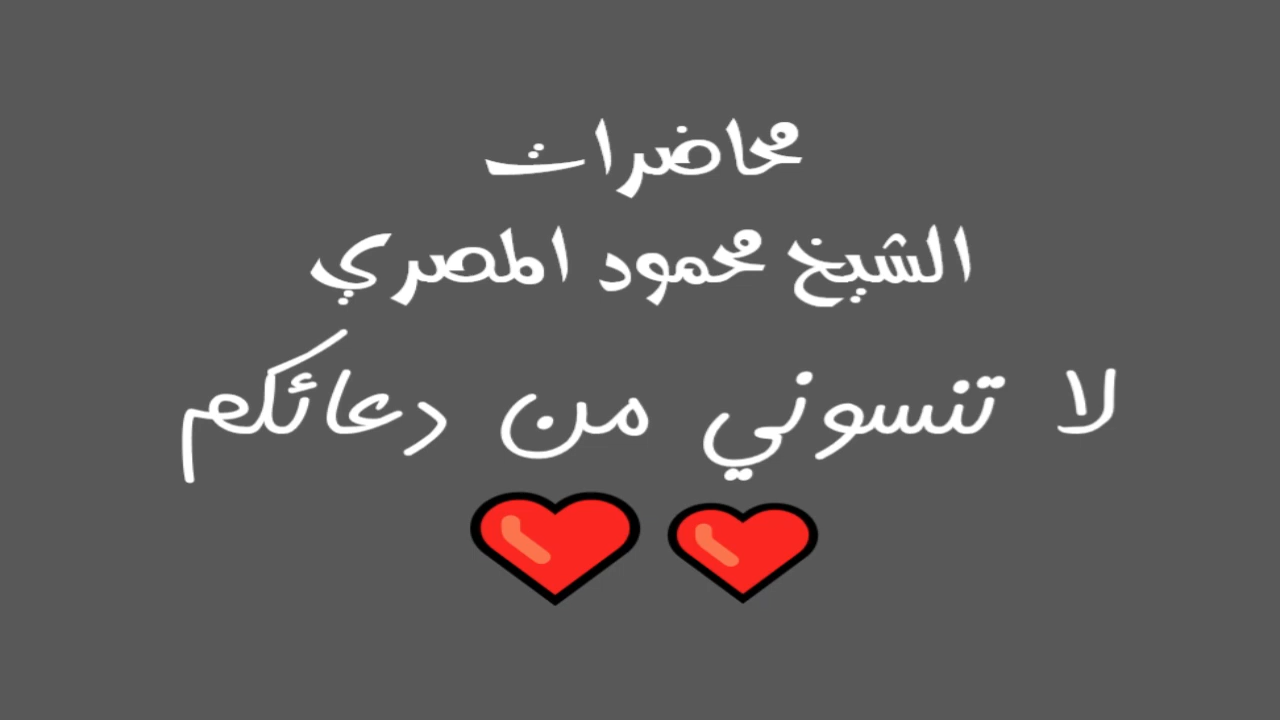 محاضرات
الشيخ محمود المصري
لا تنسوني من دعائكم